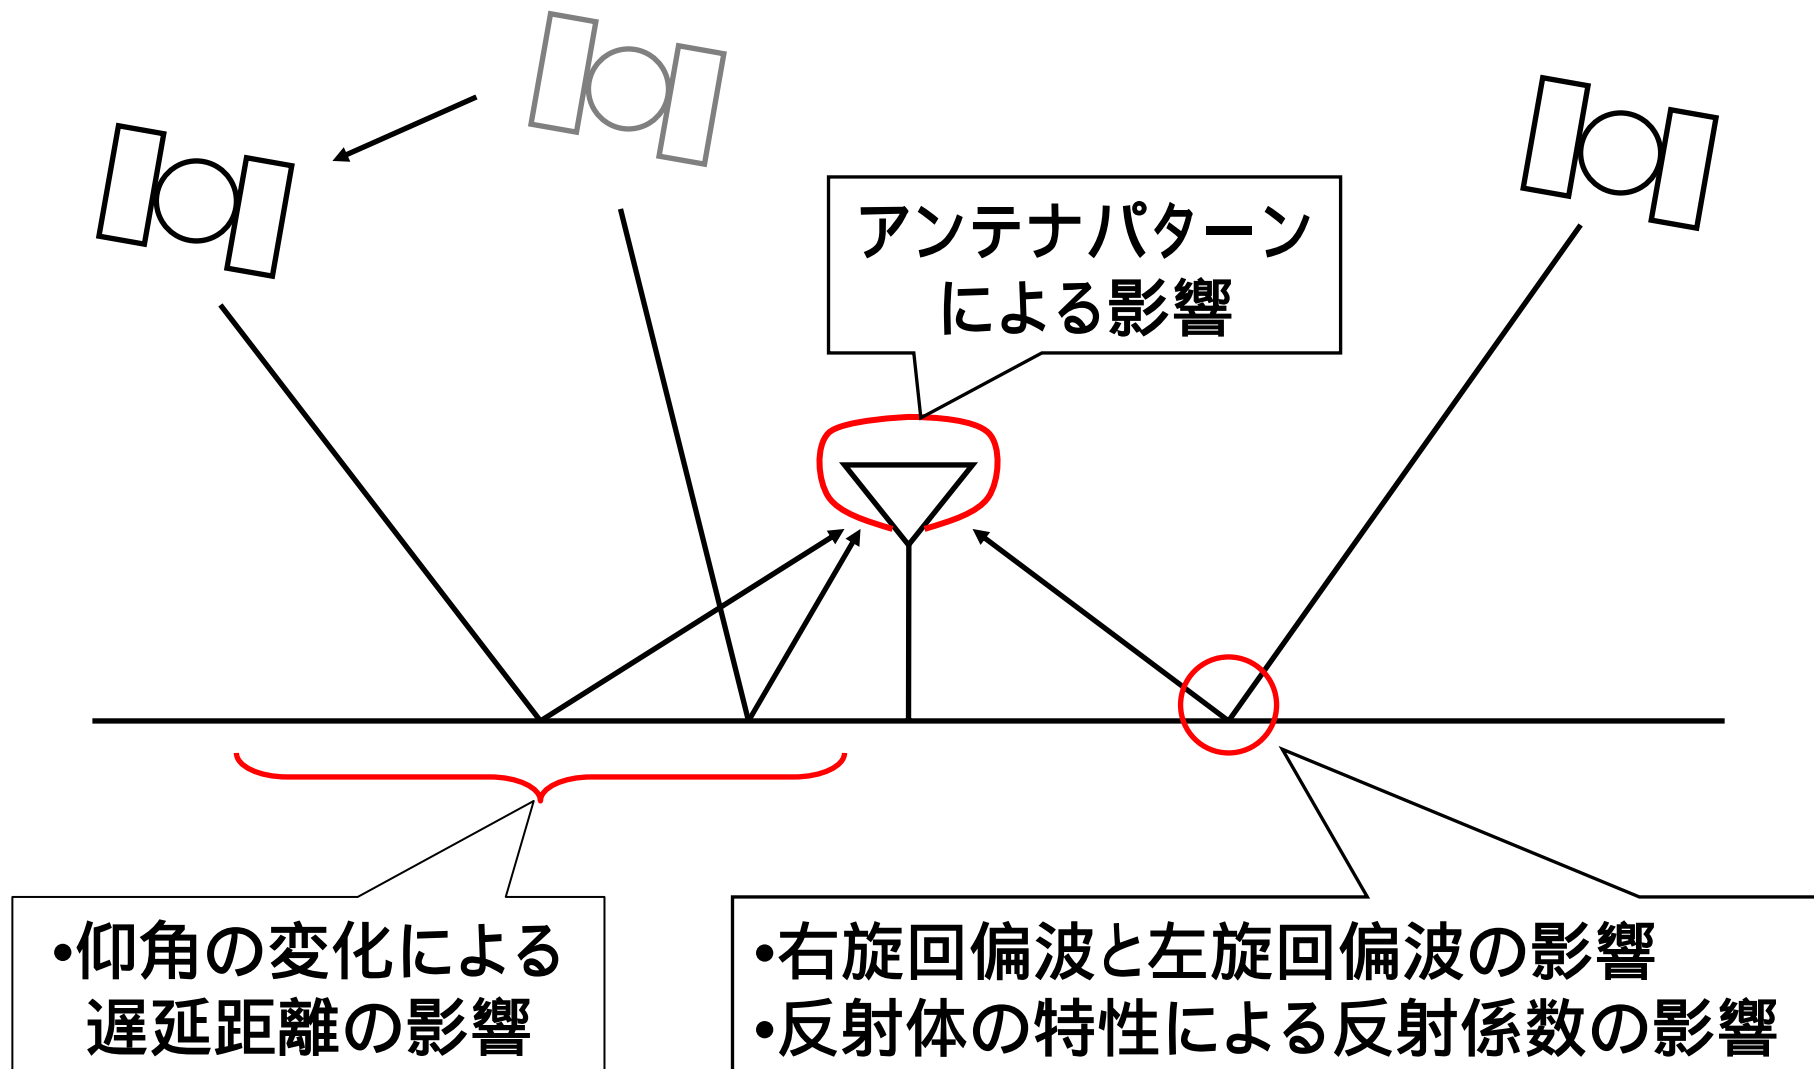 アンテナパターン
による影響
•仰角の変化による
遅延距離の影響
•右旋回偏波と左旋回偏波の影響
•反射体の特性による反射係数の影響